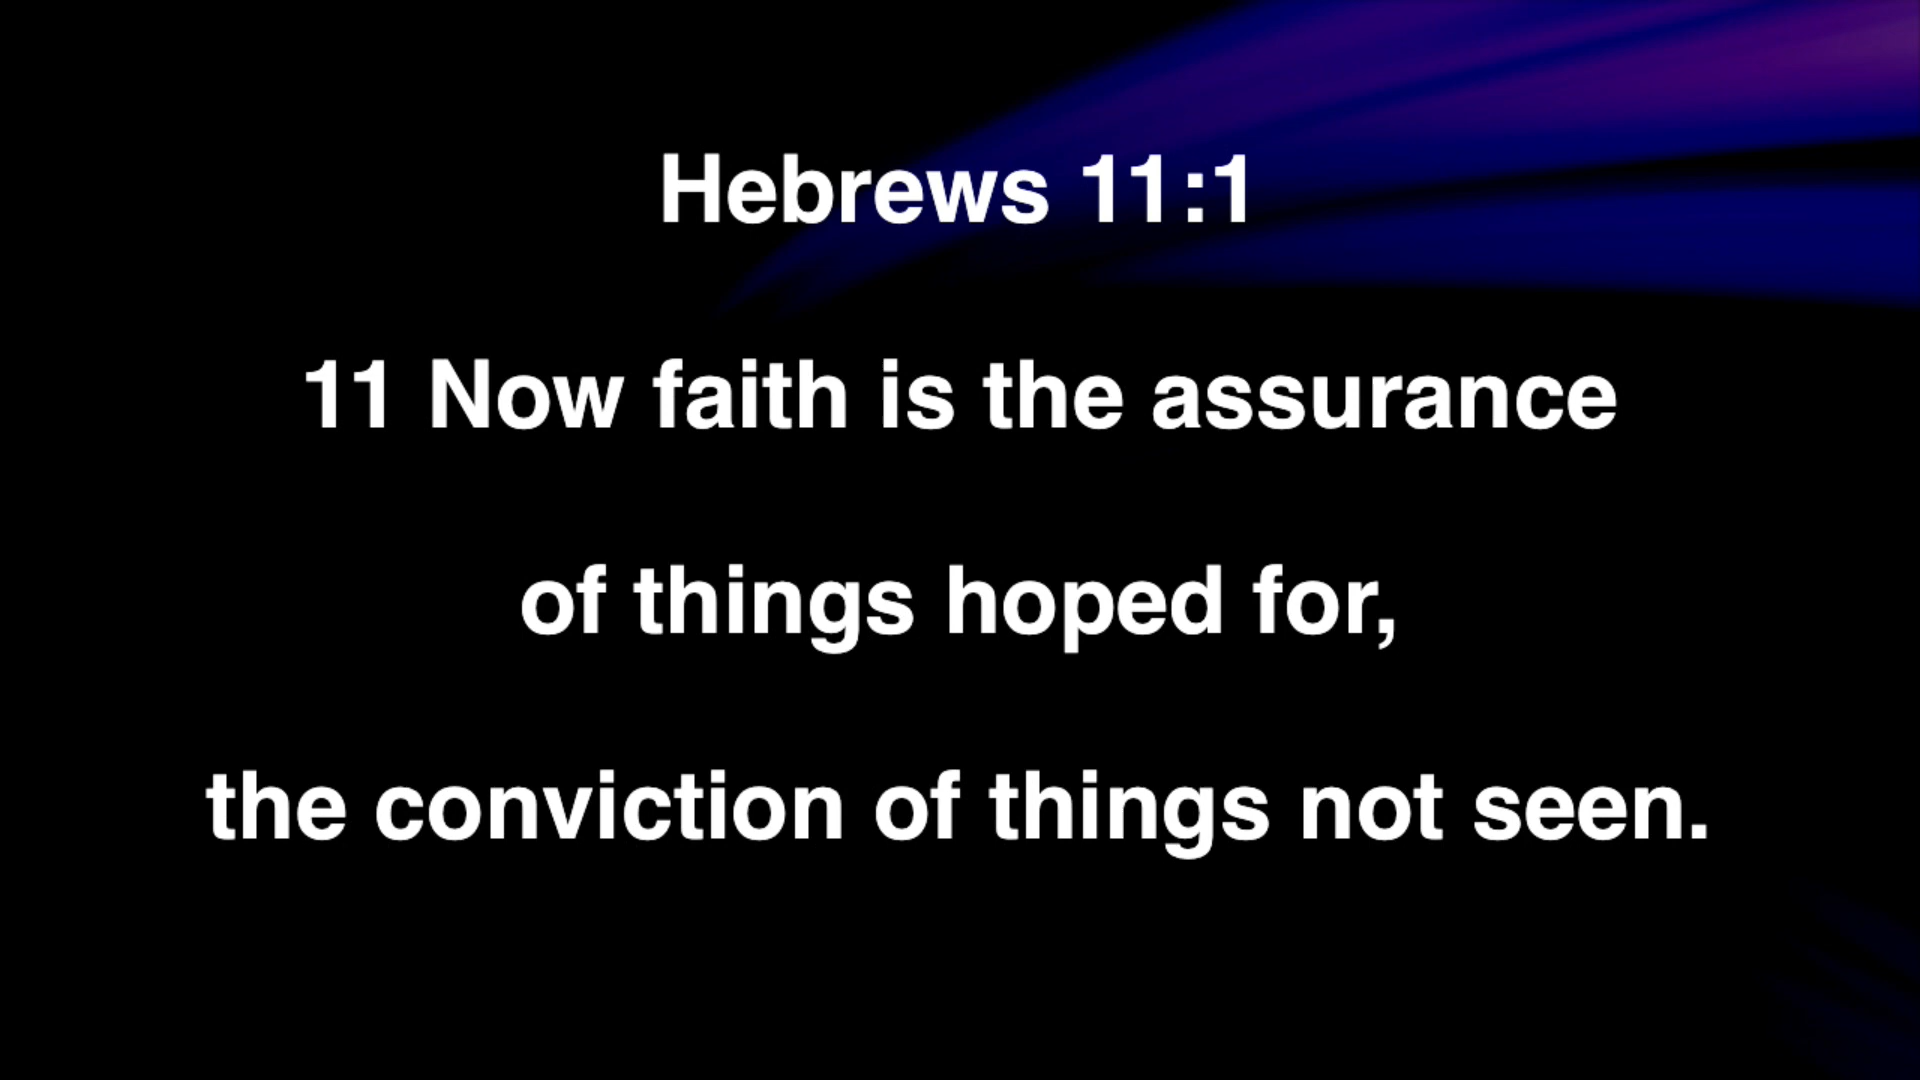 Hebrews 11:1
11 Now faith is the assurance
of things hoped for,
the conviction of things not seen.